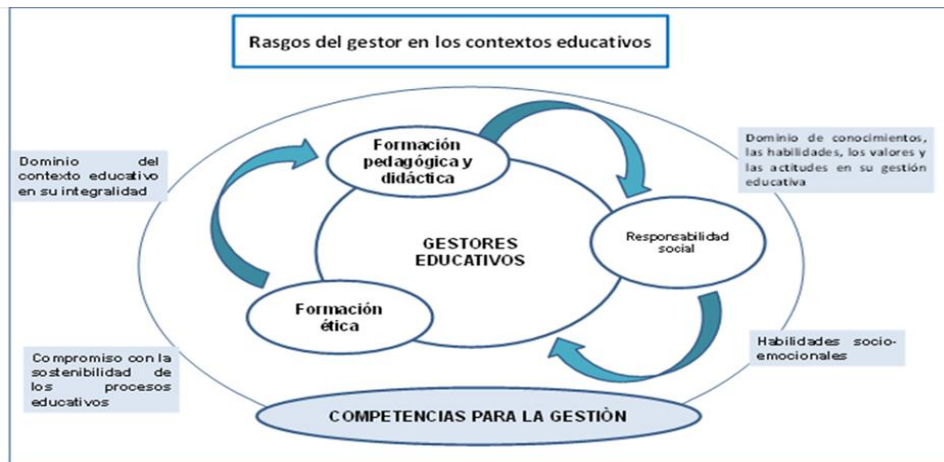 Rasgos del gestor en los contextos educativos
Formación
pedagógica y
didáctica
Dominio del
contexto educativo
en su integralidad
Dominio de conocimientos,
las habilidades, los valores y
las actitudes en su gestión
educativa
GESTORES
EDUCATIVOS
Responsabilidad
social
Formación
ética
Compromiso con la
sostenibilidad de
los procesos
educativos
Habilidades socio-
emocionales
COMPETENCIAS PARA LA GESTIÒN